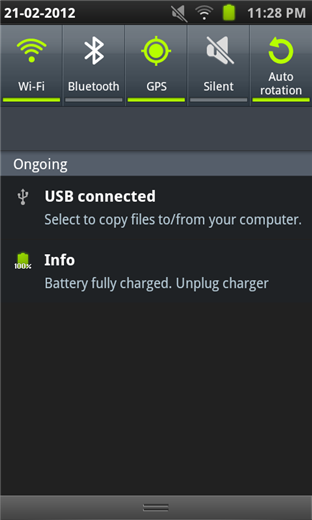 21-02-2012 11:28 PM
Wi-Fi Bluetooth GPS Silent Auto rotation
Ongoing
USB connected
Select to copy files to/from your computer.
100%
Info
Battery fully charged. Unplug charger